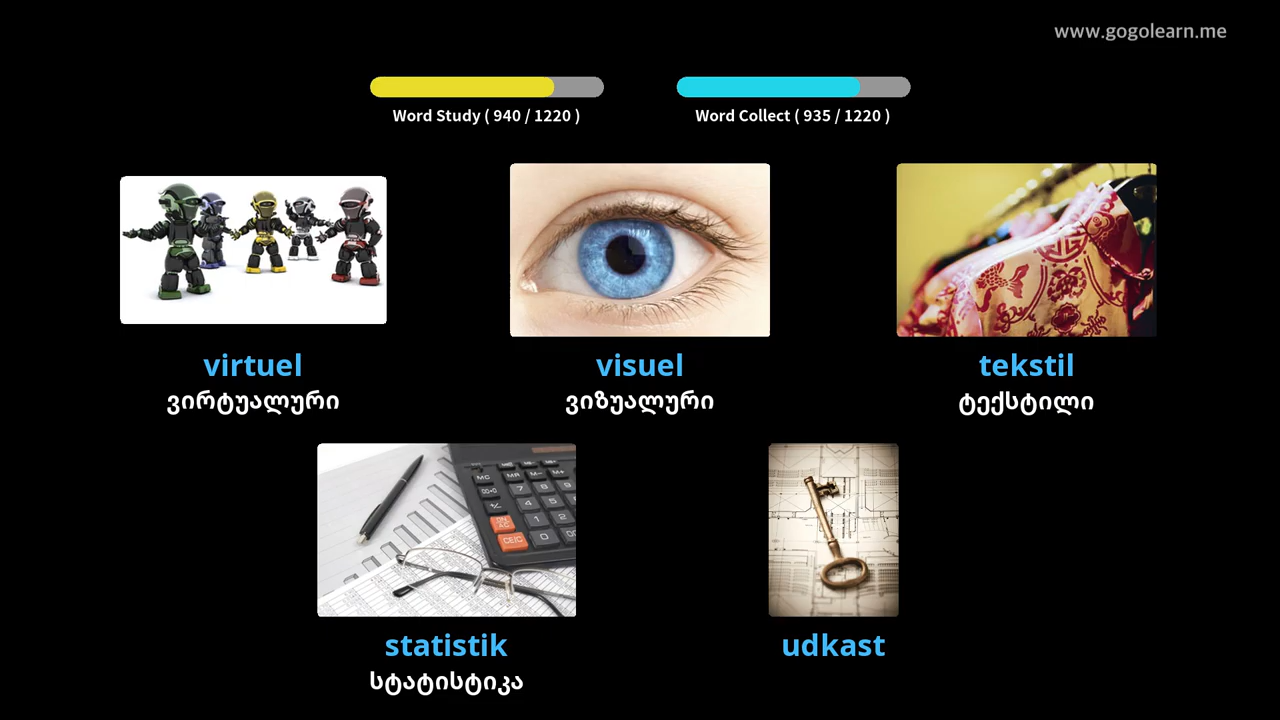 www.gogolearn.me
Word Study ( 940 / 1220 )
Word Collect ( 935 / 1220 )
virtuel
ვირტუალური
visuel
ვიზუალური
tekstil
ტექსტილი
statistik
სტატისტიკა
udkast